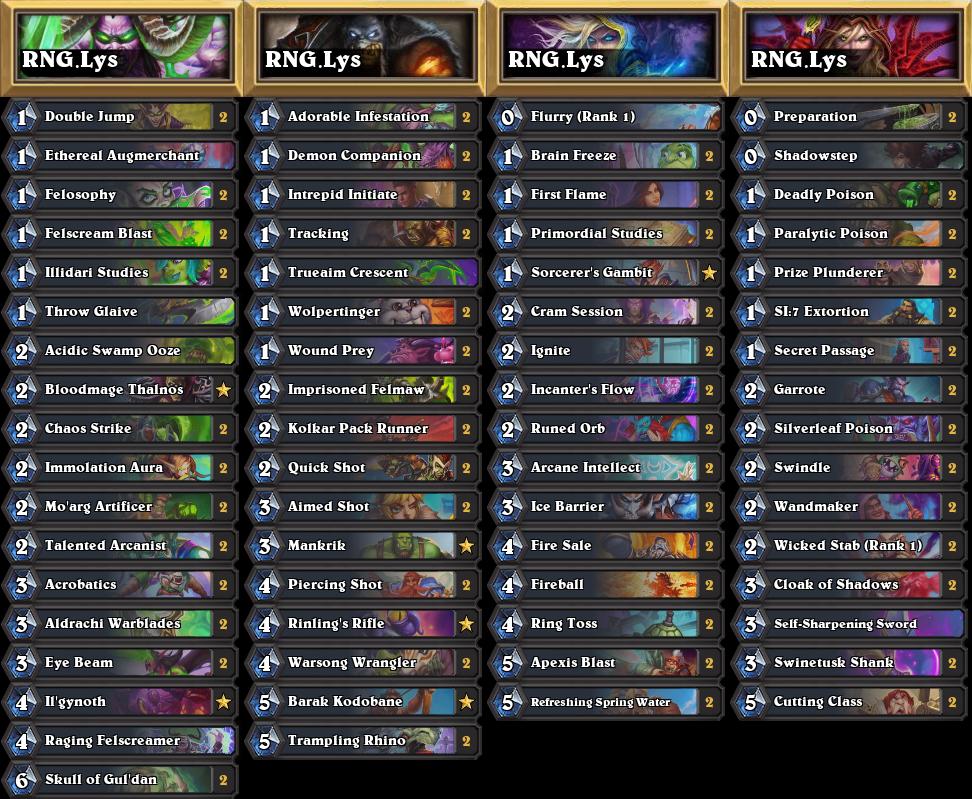 RNG.Lys
1 Double Jump 2
1 Ethereal Augmerchant
1 Felosophy 2
1 Felscream Blast 2
1 Illidari Studies 2
1 Throw Glaive
2 Acidic Swamp Ooze
2 Bloodmage Thalnos
2 Chaos Strike 2
2 Immolation Aura 2
2 Mo'arg Artificer 2
2 Talented Arcanist 2
3 Acrobatics 2
3 Aldrachi Warblades 2
3 Eye Beam 2
4 Il'gynoth
4 Raging Felscreamer
6 Skull of Gul'dan 2
RNG.Lys
1 Adorable Infestation 2
1 Demon Companion 2
1 Intrepid Initiate 2
1 Tracking 2
1 Trueaim Crescent
1 Wolpertinger 2
1 Wound Prey 2
2 Imprisoned Felmaw 2
2 Kolkar Pack Runner 2
2 Quick Shot 2
3 Aimed Shot 2
3 Mankrik
4 Piercing Shot 2
4 Rinling's Rifle
4 Warsong Wrangler 2
5 Barak Kodobane
5 Trampling Rhino 2
RNG.Lys
0 Flurry (Rank 1)
1 Brain Freeze 2
1 First Flame 2
1 Primordial Studies 2
1 Sorcerer's Gambit
2 Cram Session 2
2 Ignite 2
2 Incanter's Flow 2
2 Runed Orb 2
3 Arcane Intellect 2
3 Ice Barrier 2
4 Fire Sale 2
4 Fireball 2
4 Ring Toss 2
5 Apexis Blast 2
5 Refreshing Spring Water 2
RNG.Lys
0 Preparation 2
0 Shadowstep
1 Deadly Poison 2
1 Paralytic Poison 2
1 Prize Plunderer 2
1 SI:7 Extortion 2
1 Secret Passage 2
2 Garrote 2
2 Silverleaf Poison 2
2 Swindle 2
2 Wandmaker 2
2 Wicked Stab (Rank 1) 2
3 Cloak of Shadows 2
3 Self-Sharpening Sword
3 Swinetusk Shank 2
5 Cutting Class 2